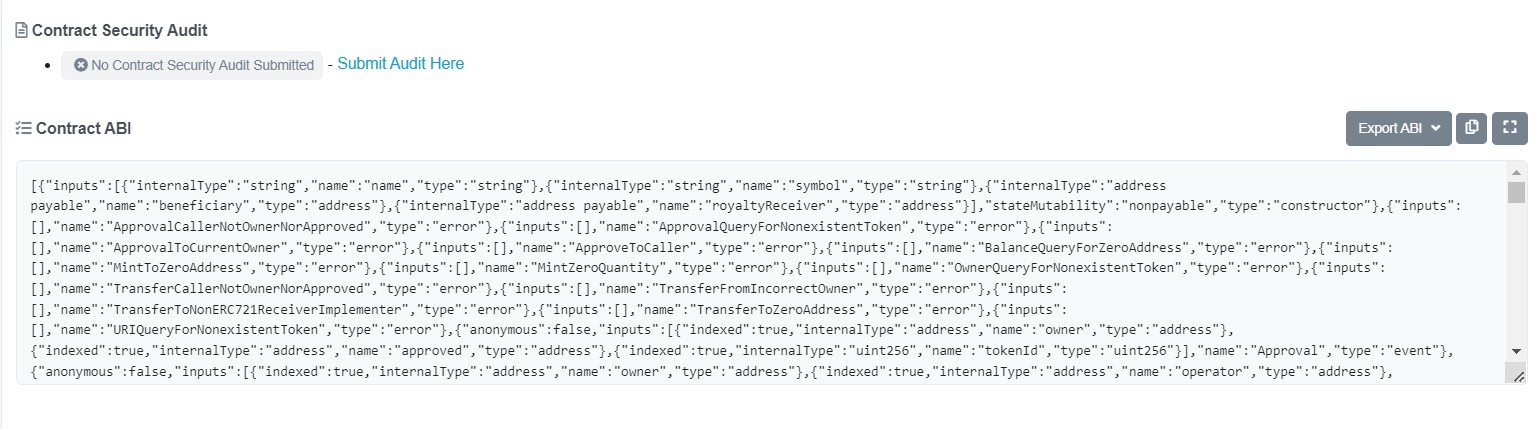 Contract Security Audit
No Contract Security Audit Submitted - Submit Audit Here
Contract ABI
Export ABI
[{"inputs":[{"internalType":"string","name":"name","type":"string"},{"internalType":"string","name":"symbol","type":"string"},{"internalType":"address
payable","name":"beneficiary","type":"address"},{"internalType":"address payable","name":"royaltyReceiver","type":"address"}],"stateMutability":"nonpayable","type":"constructor"},{"inputs":
[],"name":"ApprovalCallerNotOwnerNorApproved","type":"error"},{"inputs":[],"name":"ApprovalQueryForNonexistentToken","type":"error"},{"inputs":
[],"name":"ApprovalToCurrentOwner","type":"error"},{"inputs":[],"name":"ApproveToCaller","type":"error"},{"inputs":[],"name":"BalanceQueryForZeroAddress","type":"error"},{"inputs":
[],"name":"MintToZeroAddress","type":"error"},{"inputs":[],"name":"MintZeroQuantity","type":"error"},{"inputs":[],"name":"OwnerQueryForNonexistentToken","type":"error"},{"inputs":
[],"name":"TransferCallerNotOwnerNorApproved","type":"error"},{"inputs":[],"name":"TransferFromIncorrectOwner","type":"error"},{"inputs":
[],"name":"TransferToNonERC721ReceiverImplementer","type":"error"},{"inputs":[],"name":"TransferToZeroAddress","type":"error"},{"inputs":
[],"name":"URIQueryForNonexistentToken","type":"error"},{"anonymous":false,"inputs":[{"indexed":true,"internalType":"address","name":"owner","type":"address"},
{"indexed":true,"internalType":"address","name":"approved","type":"address"},{"indexed":true,"internalType":"uint256","name":"tokenId","type":"uint256"}],"name":"Approval","type":"event"},
{"anonymous":false,"inputs":[{"indexed":true,"internalType":"address","name":"owner","type":"address"},{"indexed":true,"internalType":"address","name":"operator","type":"address"},